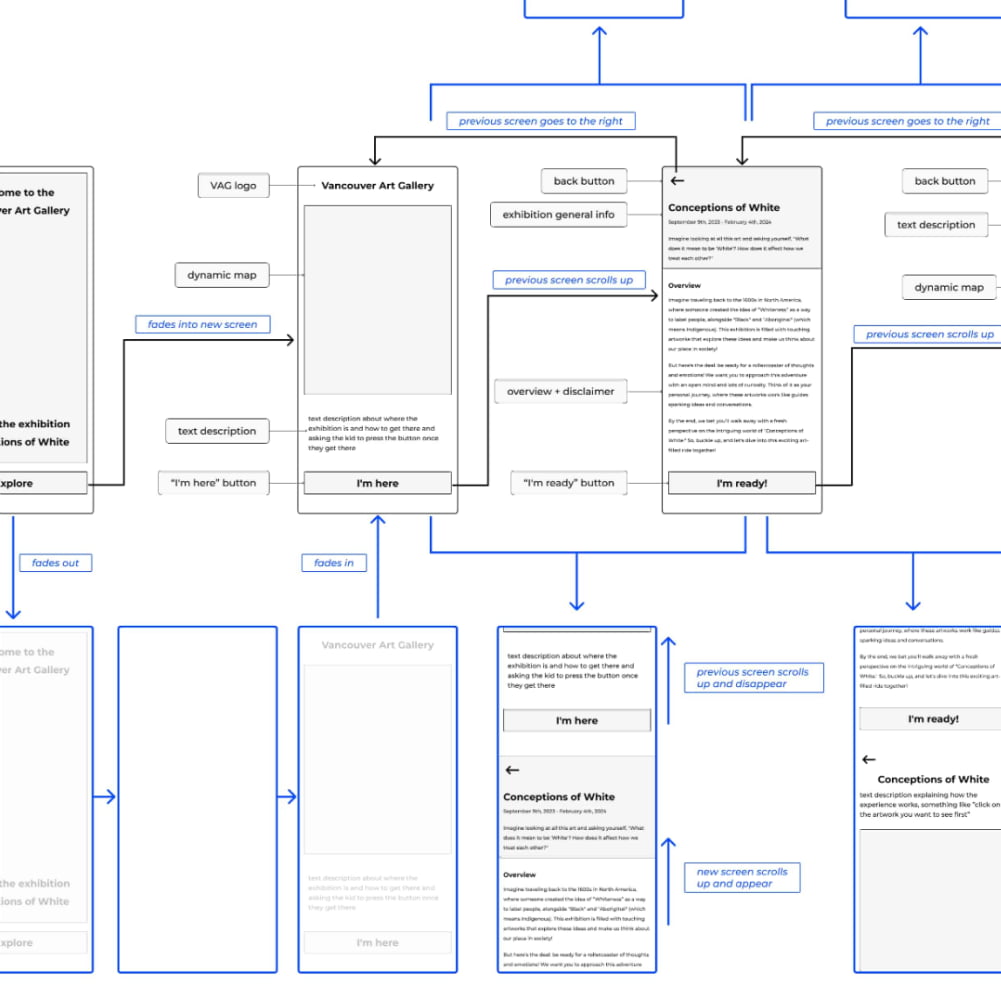 previous screen goes to the right
previous screen goes to the right
ome to the
er Art Gallery
the exhibition
ions of White
xplore
fades into new screen
VAG logo
dynamic map
text description
"I'm here" button
Vancouver Art Gallery
text description about where the
exhibition is and how to get there and
asking the kid to press the button once
they get there
I'm here
previous screen scrolls up
back button
exhibition general info
overview + disclaimer
"I'm ready" button
Conceptions of White
September 9th, 2023 - February 4th, 2024
Imagine looking at all this art and asking yourself, "What
does it mean to be 'White'? How does it affect how we
treat each other?"
Overview
Imagine traveling back to the 1600s in North America,
where someone created the idea of "Whiteness" as a way
to label people, alongside "Black" and "Aborigine" (which
means Indigenous). This exhibition is filled with touching
artworks that explore these ideas and make us think about
our place in society!
But here's the deal: be ready for a rollercoaster of thoughts
and emotions! We want you to approach this adventure
with an open mind and lots of curiosity. Think of it as your
personal journey, where these artworks work like guides
sparking ideas and conversations.
By the end, we bet you'll walk away with a fresh
perspective on the intriguing world of "Conceptions of
White." So, buckle up, and let's dive into this exciting art-
filled ride together!
I'm ready!
back button
text description
dynamic map
previous screen scrolls up
fades out
fades in
ome to the
er Art Gallery
the exhibition
ions of White
xplore
Vancouver Art Gallery
text description about where the
exhibition is and how to get there and
asking the kid to press the button once
they get there
I'm here
text description about where the
exhibition is and how to get there and
asking the kid to press the button once
they get there
I'm here
Conceptions of White
September 9th, 2023 - February 4th, 2024
Imagine looking at all this art and asking yourself, "What
does it mean to be 'White'? How does it affect how we
treat each other?"
Overview
Imagine traveling back to the 1600s in North America,
where someone created the idea of "Whiteness" as a way
to label people, alongside "Black" and "Aborigine" (which
means Indigenous). This exhibition is filled with touching
artworks that explore these ideas and make us think about
our place in society!
But here's the deal: be ready for a rollercoaster of thoughts
and emotions! We want you to approach this adventure
previous screen scrolls
up and disappear
new screen scrolls
up and appear
personal journey, where these artworks work like guides
sparking ideas and conversations.
By the end, we bet you'll walk away with a fresh
perspective on the intriguing world of "Conceptions of
White." So, buckle up, and let's dive into this exciting art-
filled ride together!
I'm ready!
Conceptions of White
text description explaining how the
experience works, something like "click on
the artwork you want to see first"